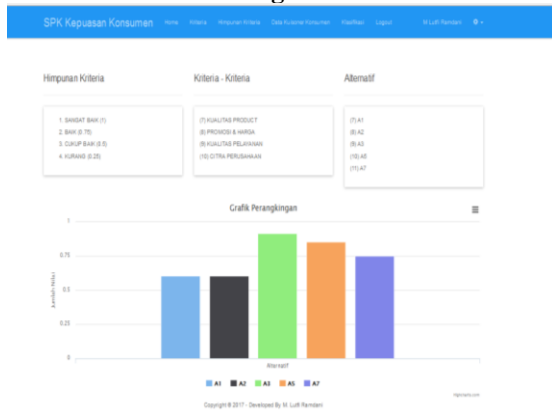 SPK Kepuasan Konsumen Home Kriteria Himpunan Kriteria Data Kuisioner Konsumen Klasifikasi Logout M Lutfi Ramdani
Himpunan Kriteria
1. SANGAT BAIK (1)
2. BAIK (0.75)
3. CUKUP BAIK (0.5)
4. KURANG (0.25)
Kriteria - Kriteria
(7) KUALITAS PRODUCT
(8) PROMOSI & HARGA
(9) KUALITAS PELAYANAN
(10) CITRA PERUSAHAAN
Alternatif
(7) A1
(8) A2
(9) A3
(10) A5
(11) A7
Grafik Perangkingan
1
0.75
0.5
0.25
0
Jumlah Nilai
Alternatif
A1 A2 A3 A5 A7
Highcharts.com
Copyright © 2017 - Developed By M. Lutfi Ramdani